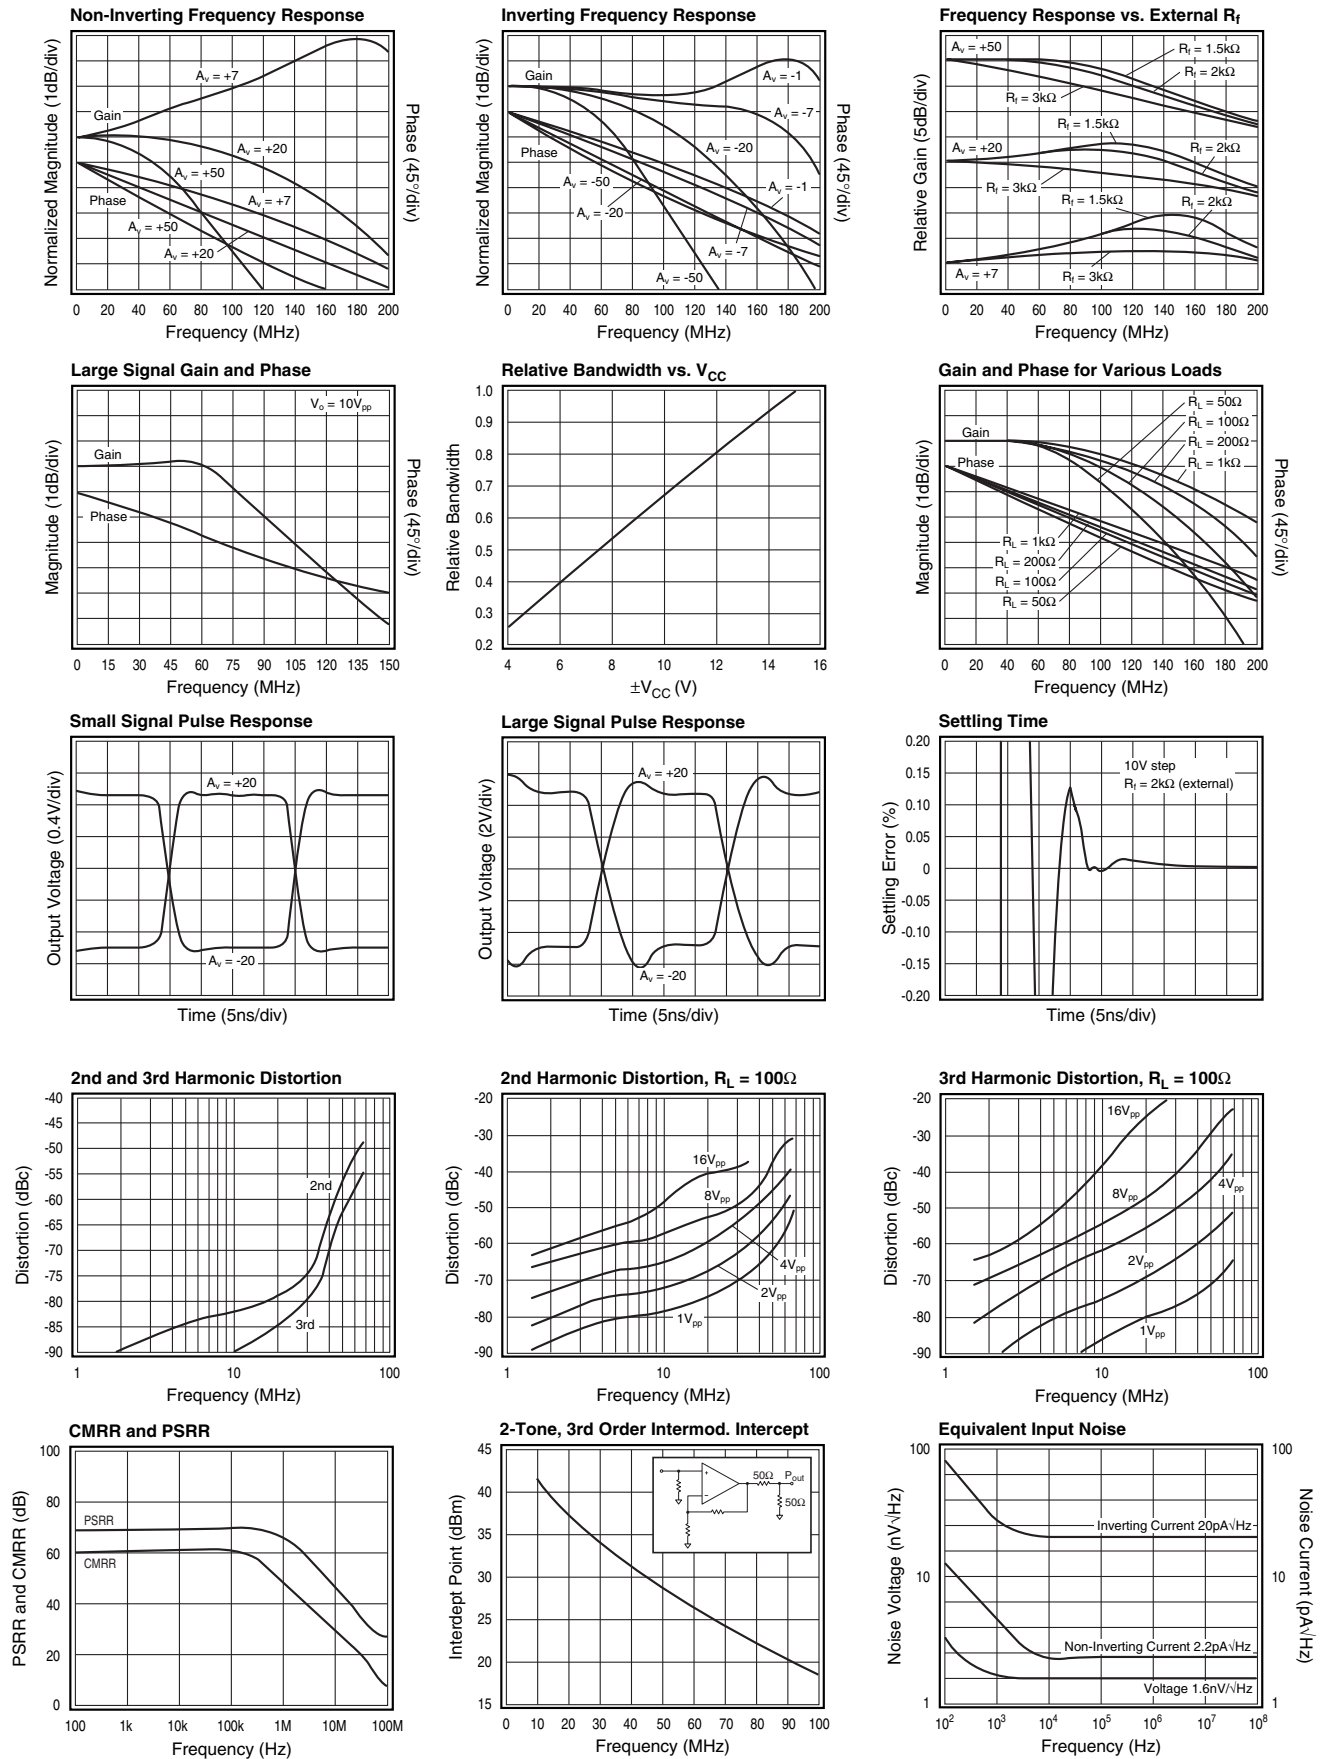 Non-Inverting Frequency Response
Normalized Magnitude (1dB/div)
Phase (45°/div)
Gain
Phase
Av = +7
Av = +20
Av = +50
Av = +7
Av = +50
Av = +20
0 20 40 60 80 100 120 140 160 180 200
Frequency (MHz)
Inverting Frequency Response
Normalized Magnitude (1dB/div)
Phase (45°/div)
Gain
Phase
Av = -1
Av = -7
Av = -20
Av = -50
Av = -1
Av = -20
Av = -7
Av = -50
0 20 40 60 80 100 120 140 160 180 200
Frequency (MHz)
Frequency Response vs. External Rf
Relative Gain (5dB/div)
Av = +50
Rf = 1.5kΩ
Rf = 2kΩ
Rf = 3kΩ
Rf = 1.5kΩ
Av = +20
Rf = 2kΩ
Rf = 3kΩ
Rf = 1.5kΩ
Rf = 2kΩ
Av = +7
Rf = 3kΩ
0 20 40 60 80 100 120 140 160 180 200
Frequency (MHz)
Large Signal Gain and Phase
Magnitude (1dB/div)
Phase (45°/div)
Vo = 10Vpp
Gain
Phase
0 15 30 45 60 75 90 105 120 135 150
Frequency (MHz)
Relative Bandwidth vs. VCC
Relative Bandwidth
1.0
0.9
0.8
0.7
0.6
0.5
0.4
0.3
0.2
4 6 8 10 12 14 16
±VCC (V)
Gain and Phase for Various Loads
Magnitude (1dB/div)
Phase (45°/div)
RL = 50Ω
RL = 100Ω
RL = 200Ω
RL = 1kΩ
Gain
Phase
RL = 1kΩ
RL = 200Ω
RL = 100Ω
RL = 50Ω
0 20 40 60 80 100 120 140 160 180 200
Frequency (MHz)
Small Signal Pulse Response
Output Voltage (0.4V/div)
Av = +20
Av = -20
Time (5ns/div)
Large Signal Pulse Response
Output Voltage (2V/div)
Av = +20
Av = -20
Time (5ns/div)
Settling Time
Settling Error (%)
0.20
0.15
0.10
0.05
0
-0.05
-0.10
-0.15
-0.20
10V step
Rf = 2kΩ (external)
Time (5ns/div)
2nd and 3rd Harmonic Distortion
Distortion (dBc)
-40
-45
-50
-55
-60
-65
-70
-75
-80
-85
-90
2nd
3rd
1 10 100
Frequency (MHz)
2nd Harmonic Distortion, RL = 100Ω
Distortion (dBc)
-20
-30
-40
-50
-60
-70
-80
-90
16Vpp
8Vpp
4Vpp
2Vpp
1Vpp
1 10 100
Frequency (MHz)
3rd Harmonic Distortion, RL = 100Ω
Distortion (dBc)
-20
-30
-40
-50
-60
-70
-80
-90
16Vpp
8Vpp
4Vpp
2Vpp
1Vpp
1 10 100
Frequency (MHz)
CMRR and PSRR
PSRR and CMRR (dB)
100
80
60
40
20
0
PSRR
CMRR
100 1k 10k 100k 1M 10M 100M
Frequency (Hz)
2-Tone, 3rd Order Intermod. Intercept
Interdept Point (dBm)
45
40
35
30
25
20
15
+
-
50Ω
Pout
50Ω
0 10 20 30 40 50 60 70 80 90 100
Frequency (MHz)
Equivalent Input Noise
Noise Voltage (nV√Hz)
Noise Current (pA√Hz)
100 100
10 10
1 1
Inverting Current 20pA√Hz
Non-Inverting Current 2.2pA√Hz
Voltage 1.6nV/√Hz
10² 10³ 10⁴ 10⁵ 10⁶ 10⁷ 10⁸
Frequency (Hz)